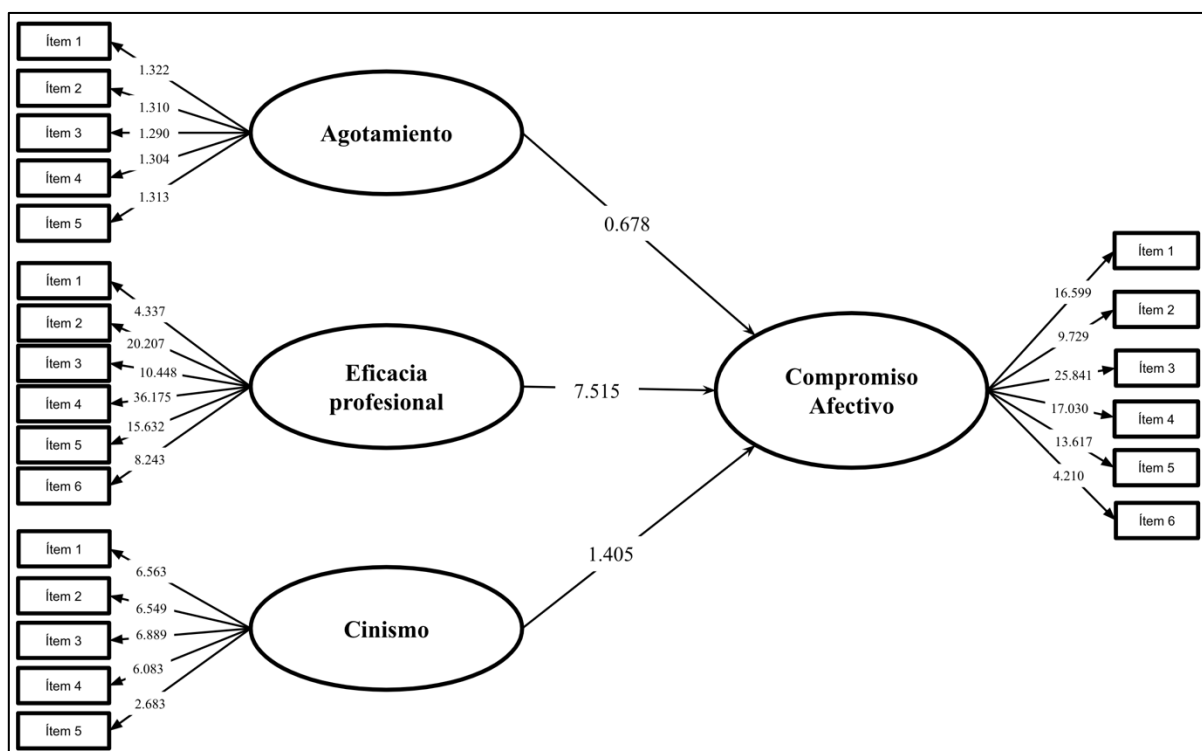 Ítem 1
1.322
Ítem 2
1.310
Ítem 3
1.290
Ítem 4
1.304
Ítem 5
1.313
Agotamiento
0.678
Ítem 1
4.337
Ítem 2
20.207
Ítem 3
10.448
Ítem 4
36.175
Ítem 5
15.632
Ítem 6
8.243
Eficacia
profesional
7.515
Ítem 1
6.563
Ítem 2
6.549
Ítem 3
6.889
Ítem 4
6.083
Ítem 5
2.683
Cinismo
1.405
Compromiso
Afectivo
Ítem 1
16.599
Ítem 2
9.729
Ítem 3
25.841
Ítem 4
17.030
Ítem 5
13.617
Ítem 6
4.210